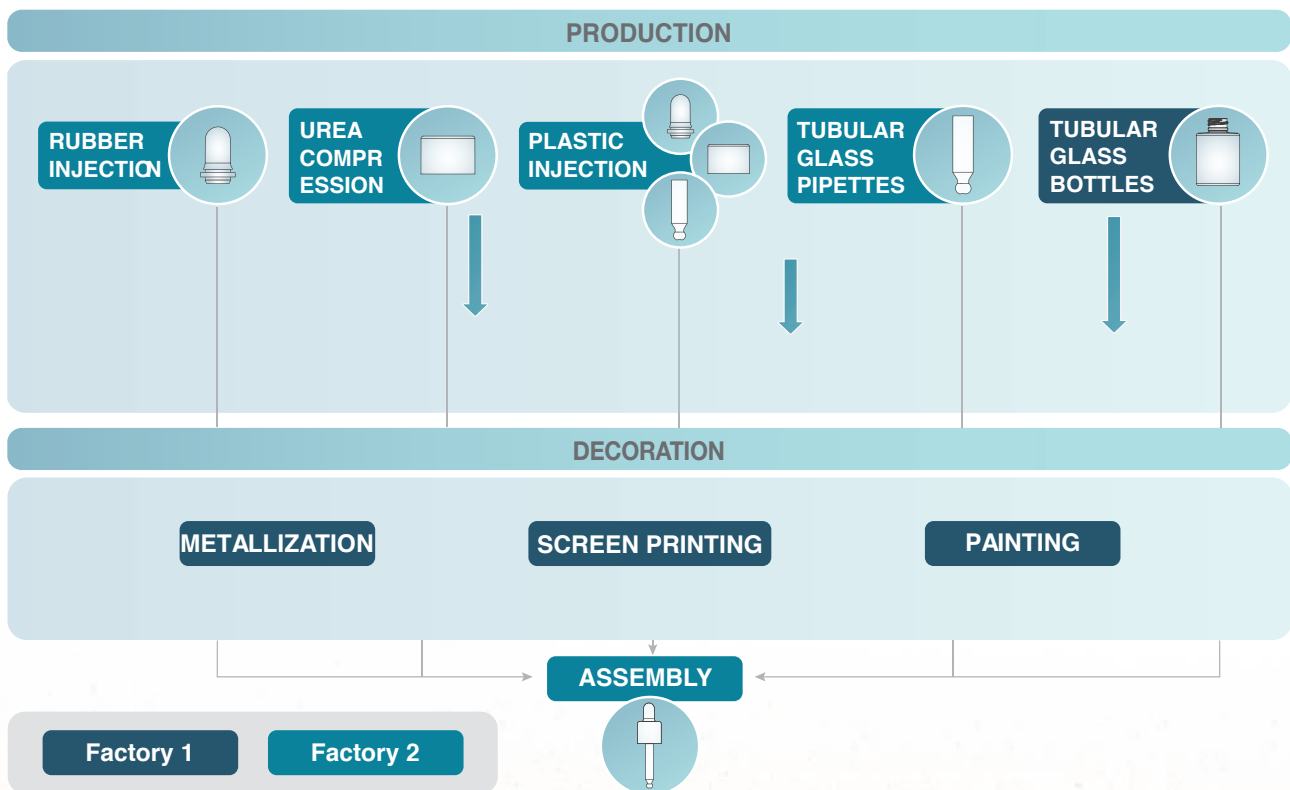 PRODUCTION
RUBBER
INJECTION
UREA
COMPR
ESSION
PLASTIC
INJECTION
TUBULAR
GLASS
PIPETTES
TUBULAR
GLASS
BOTTLES
DECORATION
METALLIZATION
SCREEN PRINTING
PAINTING
ASSEMBLY
Factory 1
Factory 2